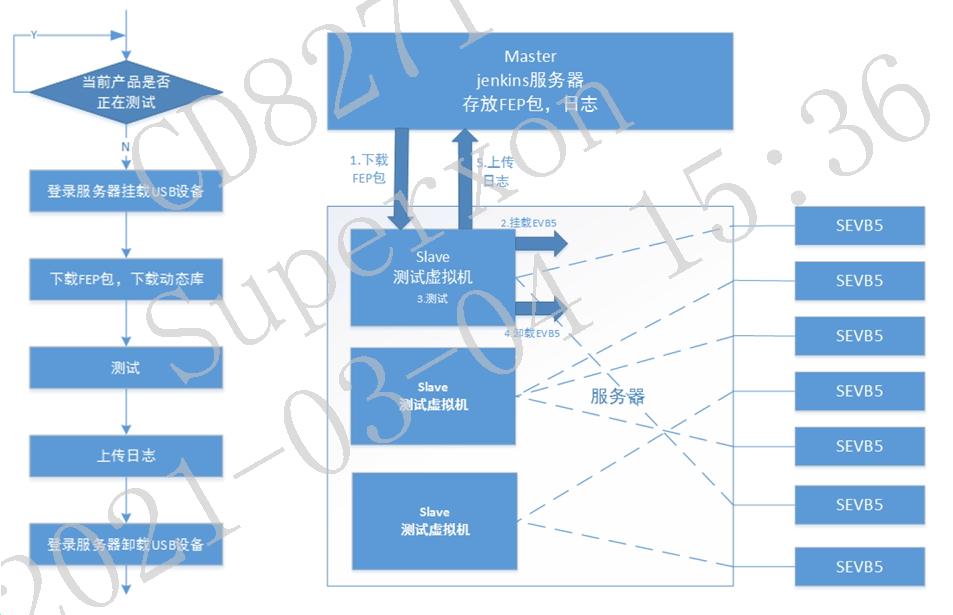 Y
当前产品是否
正在测试
N
登录服务器挂载USB设备
下载FEP包，下载动态库
测试
上传日志
登录服务器卸载USB设备
Master
jenkins服务器
存放FEP包，日志
1.下载
FEP包
5.上传
日志
Slave
测试虚拟机
3.测试
2.挂载EVB5
4.卸载EVB5
Slave
测试虚拟机
服务器
Slave
测试虚拟机
SEVB5
SEVB5
SEVB5
SEVB5
SEVB5
SEVB5
SEVB5
CD8271
Superxon
2021-03-04 15:36